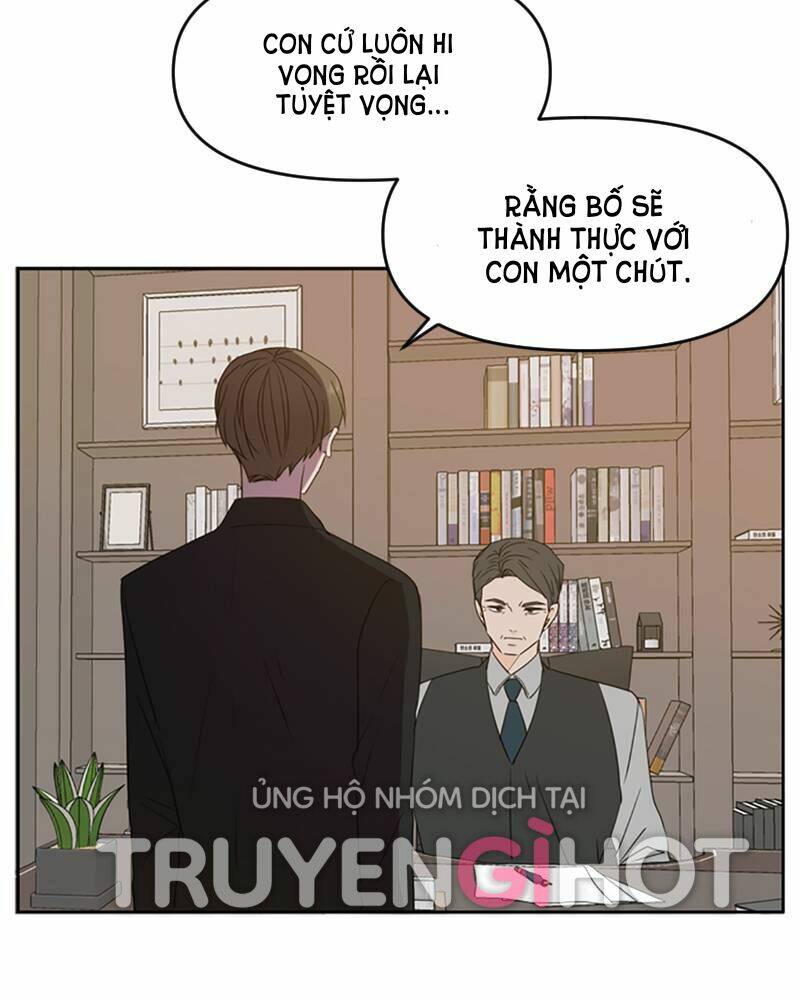 CON CỨ LUÔN HI
VỌNG RỒI LẠI
TUYỆT VỌNG...
RẰNG BỐ SẼ
THÀNH THỰC VỚI
CON MỘT CHÚT.
ỦNG HỘ NHÓM DỊCH TẠI
TRUYENGIHOT